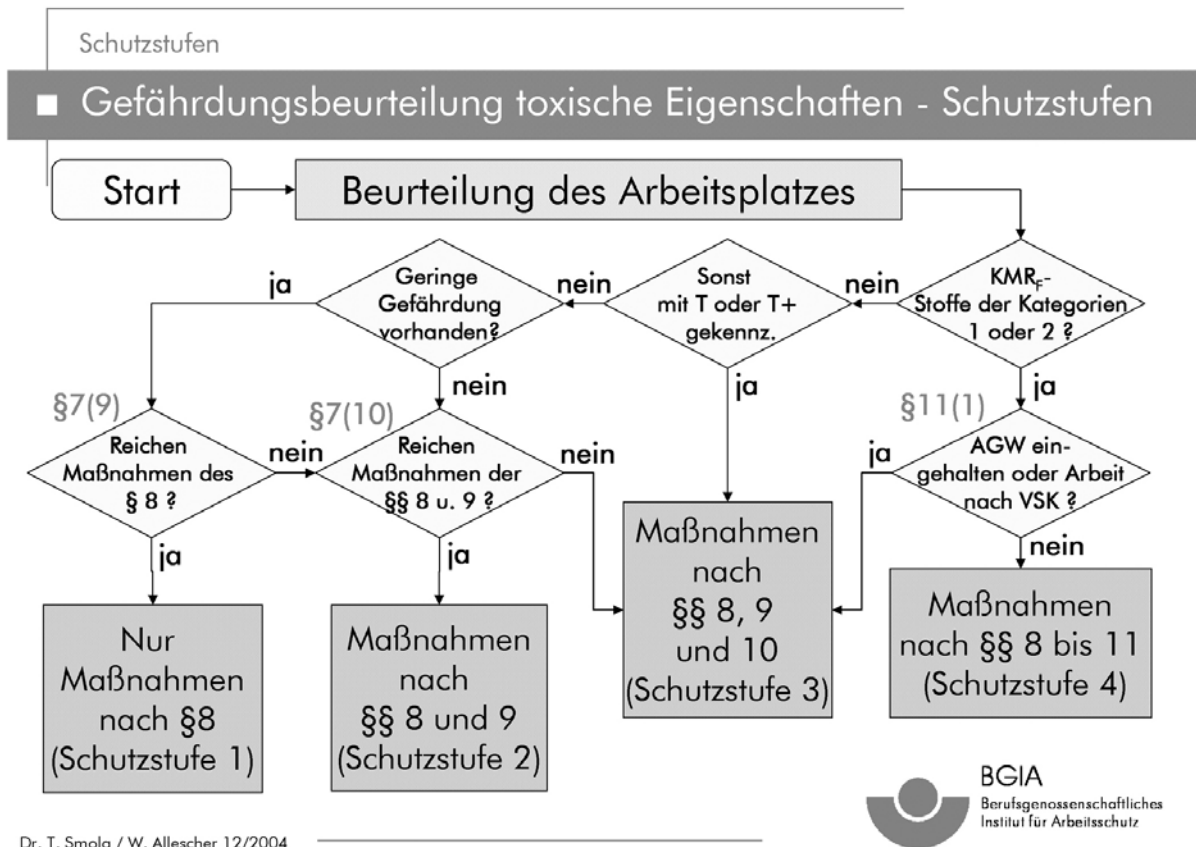 Schutzstufen
■ Gefährdungsbeurteilung toxische Eigenschaften - Schutzstufen
Start
Beurteilung des Arbeitsplatzes
ja
Geringe
Gefährdung
vorhanden?
nein
Sonst
mit T oder T+
gekennz.
nein
KMRF-
Stoffe der Kategorien
1 oder 2 ?
nein
ja
ja
§7(9)
Reichen
Maßnahmen des
§ 8 ?
nein
§7(10)
Reichen
Maßnahmen der
§§ 8 u. 9 ?
nein
§11(1)
ja
AGW ein-
gehalten oder Arbeit
nach VSK ?
ja
ja
nein
Nur
Maßnahmen
nach §8
(Schutzstufe 1)
Maßnahmen
nach
§§ 8 und 9
(Schutzstufe 2)
Maßnahmen
nach
§§ 8, 9
und 10
(Schutzstufe 3)
Maßnahmen
nach §§ 8 bis 11
(Schutzstufe 4)
BGIA
Berufsgenossenschaftliches
Institut für Arbeitsschutz
Dr. T. Smola / W. Allescher 12/2004